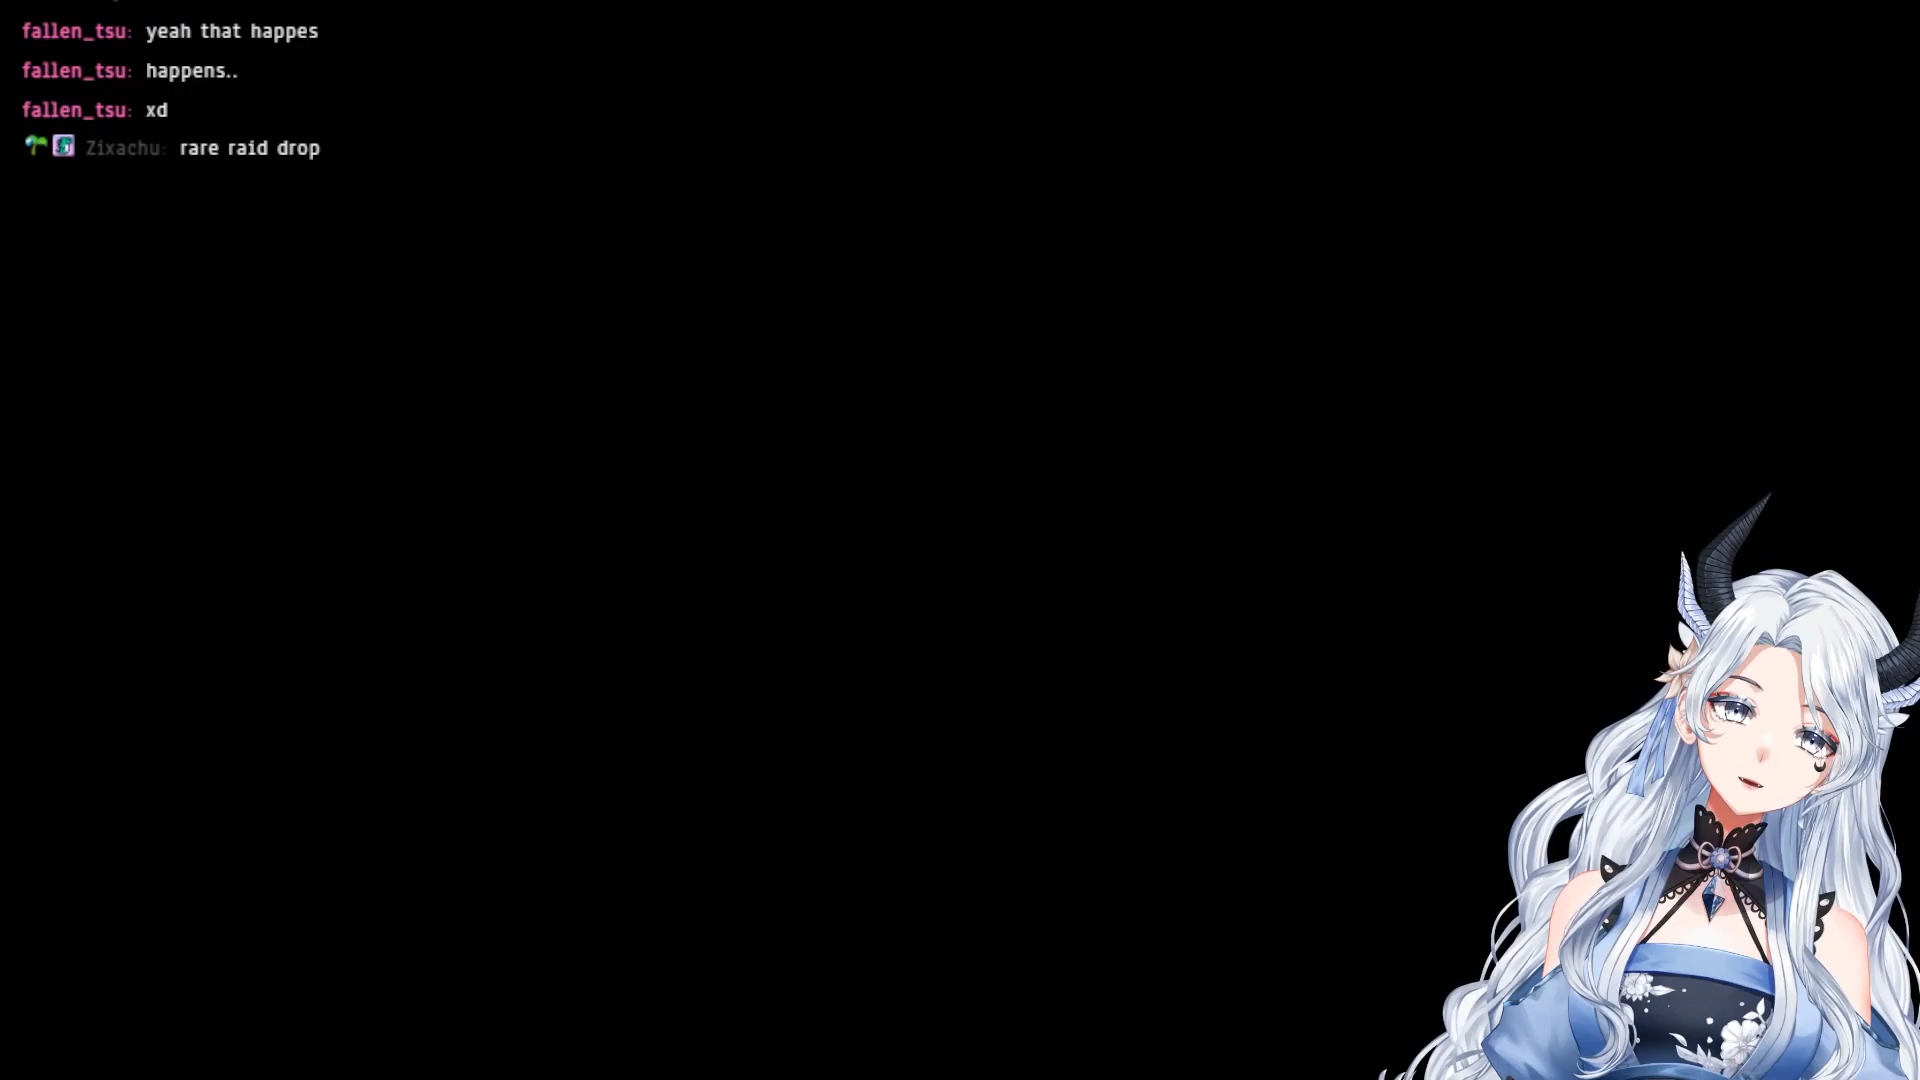 fallen_tsu: yeah that happes
fallen_tsu: happens..
fallen_tsu: xd
Zixachu: rare raid drop